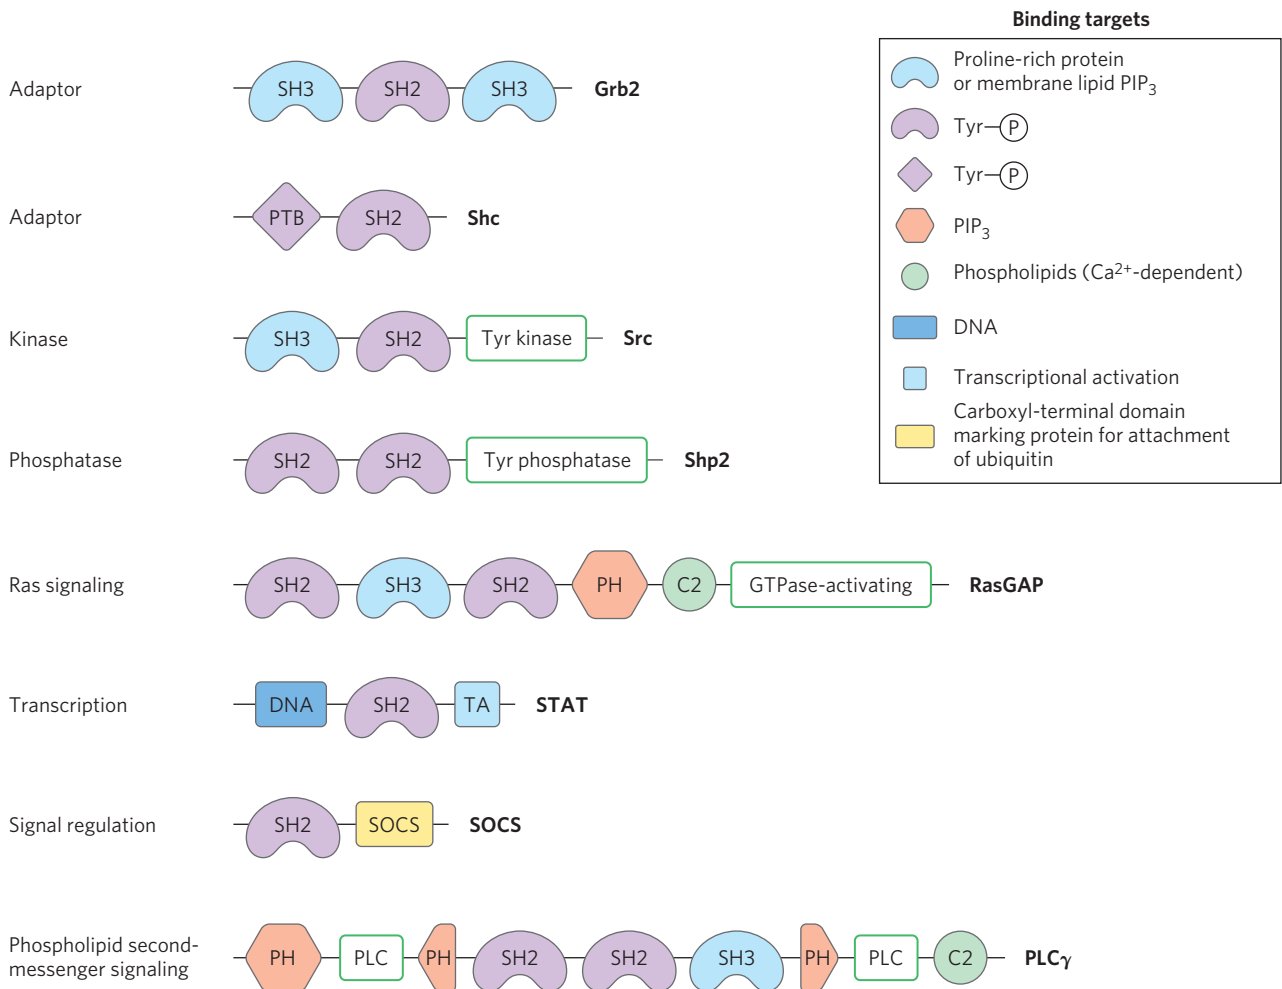 Binding targets
Proline-rich protein
or membrane lipid PIP3
Tyr—P
Tyr—P
PIP3
Phospholipids (Ca2+-dependent)
DNA
Transcriptional activation
Carboxyl-terminal domain
marking protein for attachment
of ubiquitin
Adaptor SH3 SH2 SH3 Grb2
Adaptor PTB SH2 Shc
Kinase SH3 SH2 Tyr kinase Src
Phosphatase SH2 SH2 Tyr phosphatase Shp2
Ras signaling SH2 SH3 SH2 PH C2 GTPase-activating RasGAP
Transcription DNA SH2 TA STAT
Signal regulation SH2 SOCS SOCS
Phospholipid second-
messenger signaling
PH PLC PH SH2 SH2 SH3 PH PLC C2 PLCγ